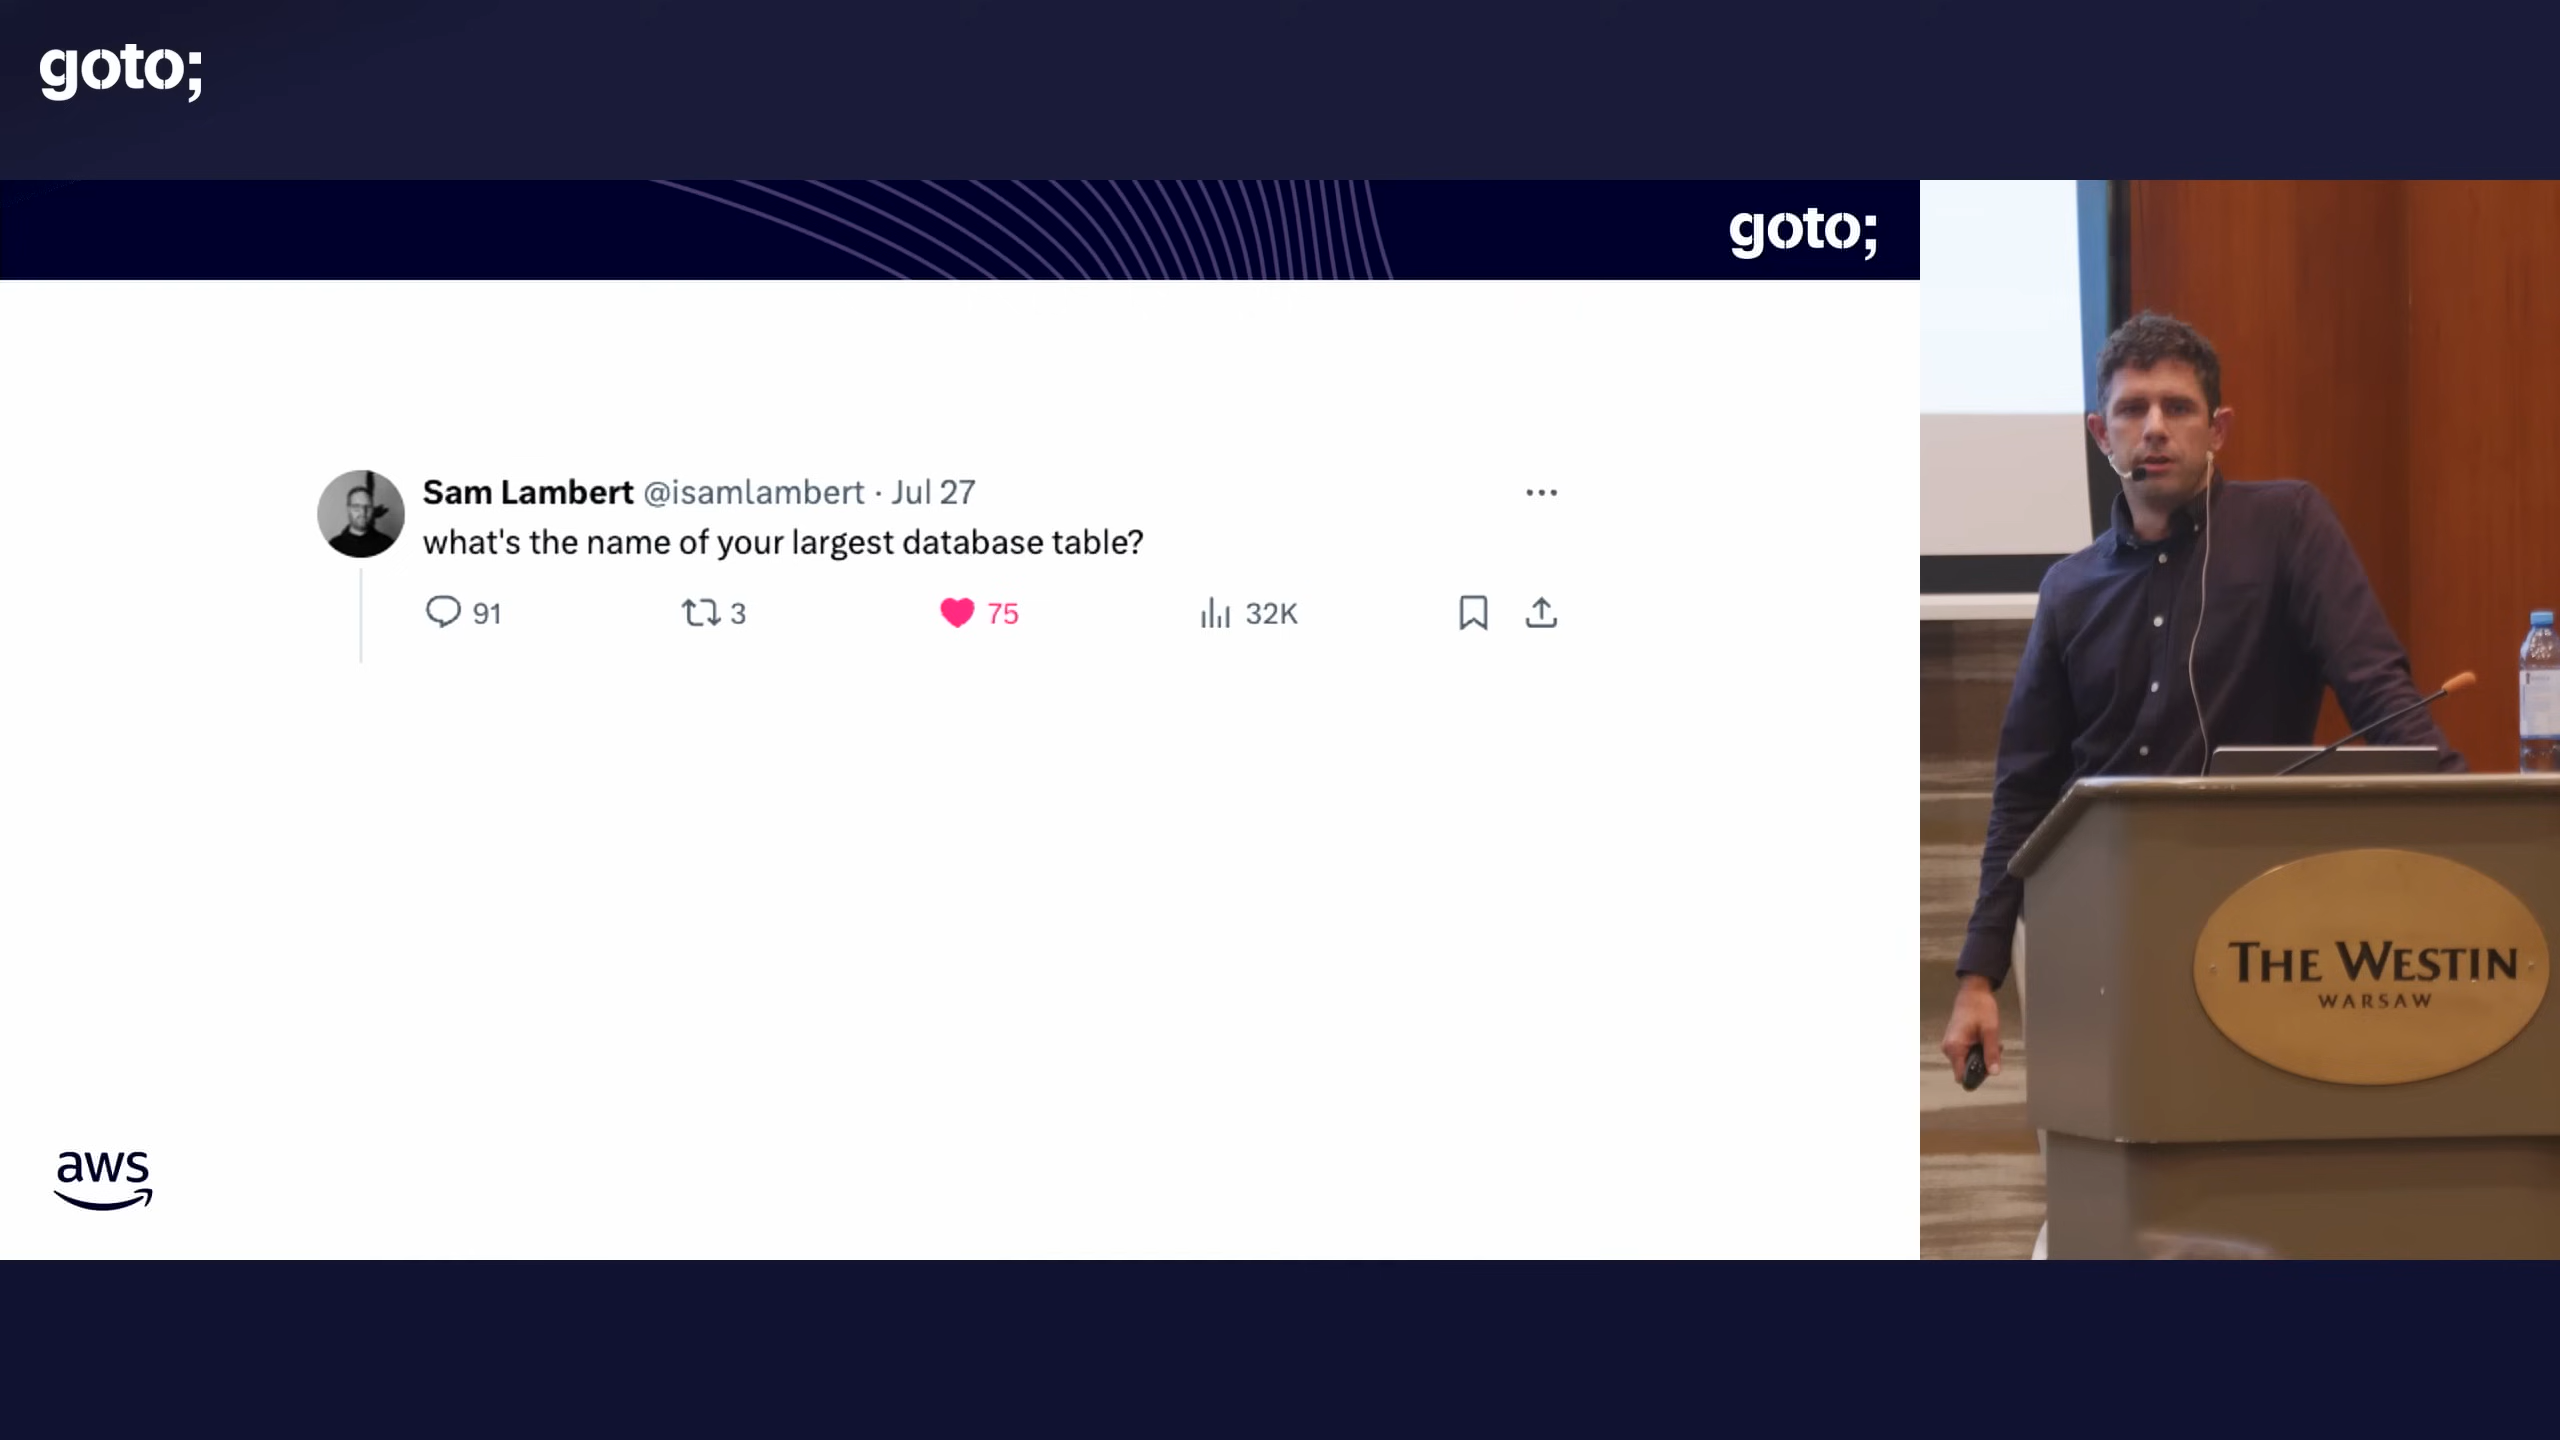 goto;
goto;
Sam Lambert @isamlambert · Jul 27
what's the name of your largest database table?
91 3 75 32K
aws
THE WESTIN
WARSAW